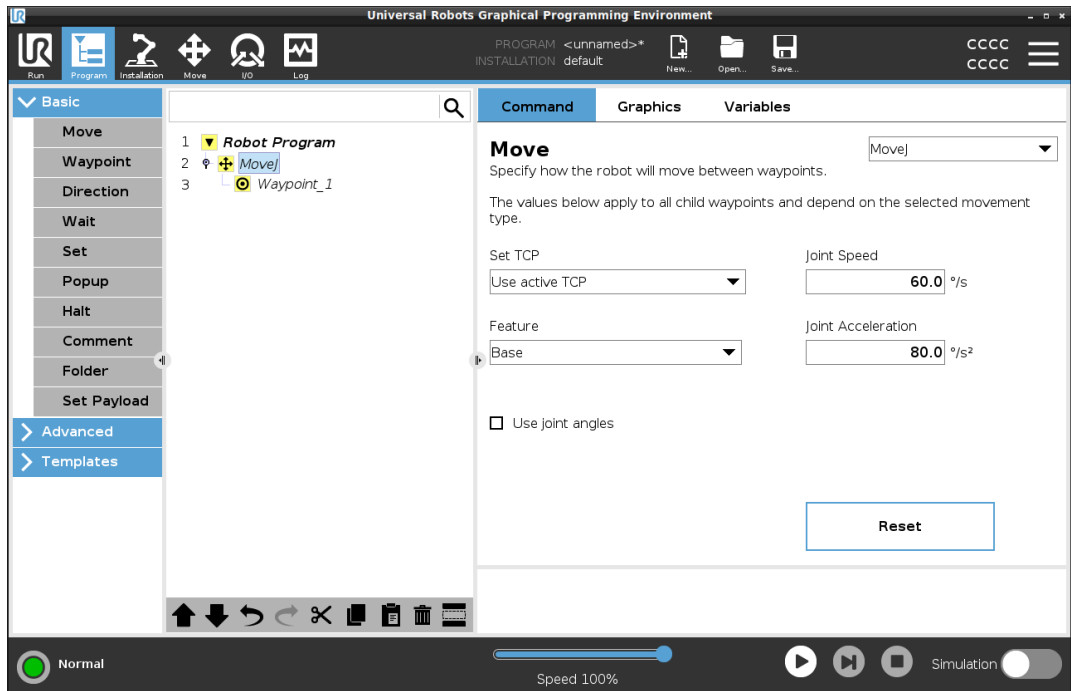 Universal Robots Graphical Programming Environment
UR
Run
Program
Installation
Move
I/O
Log
PROGRAM <unnamed>*
INSTALLATION default
New...
Open...
Save...
CCCC
CCCC
Basic
Move
Waypoint
Direction
Wait
Set
Popup
Halt
Comment
Folder
Set Payload
Advanced
Templates
1 Robot Program
2 MoveJ
3 Waypoint_1
Command Graphics Variables
Move
MoveJ
Specify how the robot will move between waypoints.
The values below apply to all child waypoints and depend on the selected movement
type.
Set TCP
Use active TCP
Joint Speed
60.0 °/s
Feature
Base
Joint Acceleration
80.0 °/s²
Use joint angles
Reset
Normal
Speed 100%
Simulation